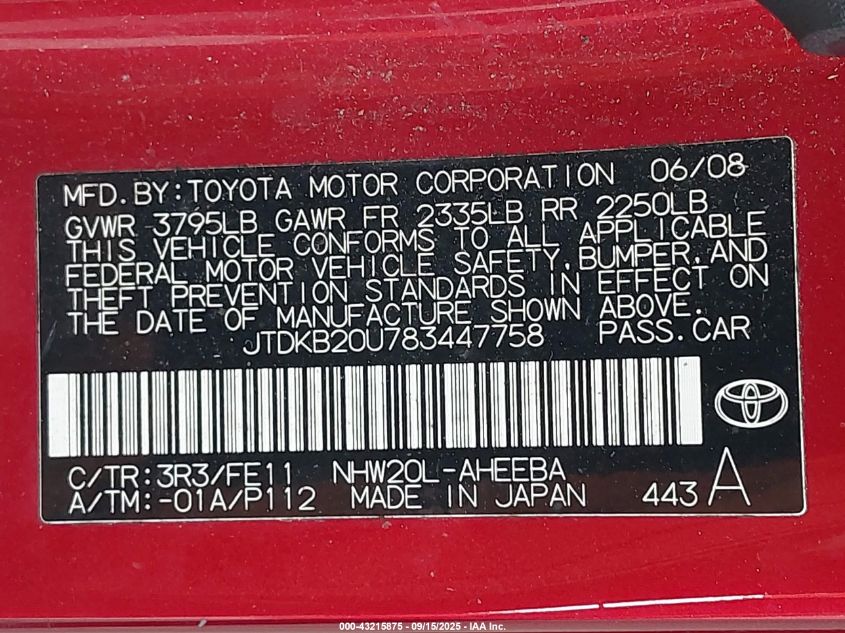 MFD.BY:TOYOTA MOTOR CORPORATION 06/08
GVWR 3795LB GAWR FR 2335LB RR 2250LB
THIS VEHICLE CONFORMS TO ALL APPLICABLE
FEDERAL MOTOR VEHICLE SAFETY,BUMPER,AND
THEFT PREVENTION STANDARDS IN EFFECT ON
THE DATE OF MANUFACTURE SHOWN ABOVE.
JTDKB20U783447758 PASS.CAR
C/TR:3R3/FE11 NHW20L-AHEEBA
A/TM:-01A/P112 MADE IN JAPAN 443 A
000-43215875 - 09/15/2025 - IAA Inc.